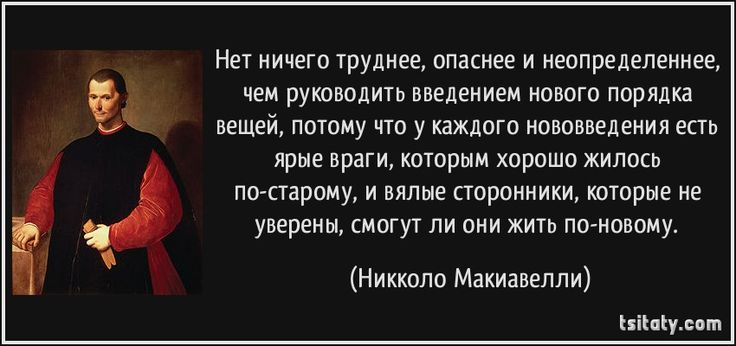 Нет ничего труднее, опаснее и неопределеннее,
чем руководить введением нового порядка
вещей, потому что у каждого нововведения есть
ярые враги, которым хорошо жилось
по-старому, и вялые сторонники, которые не
уверены, смогут ли они жить по-новому.
(Никколо Макиавелли)
tsitaty.com